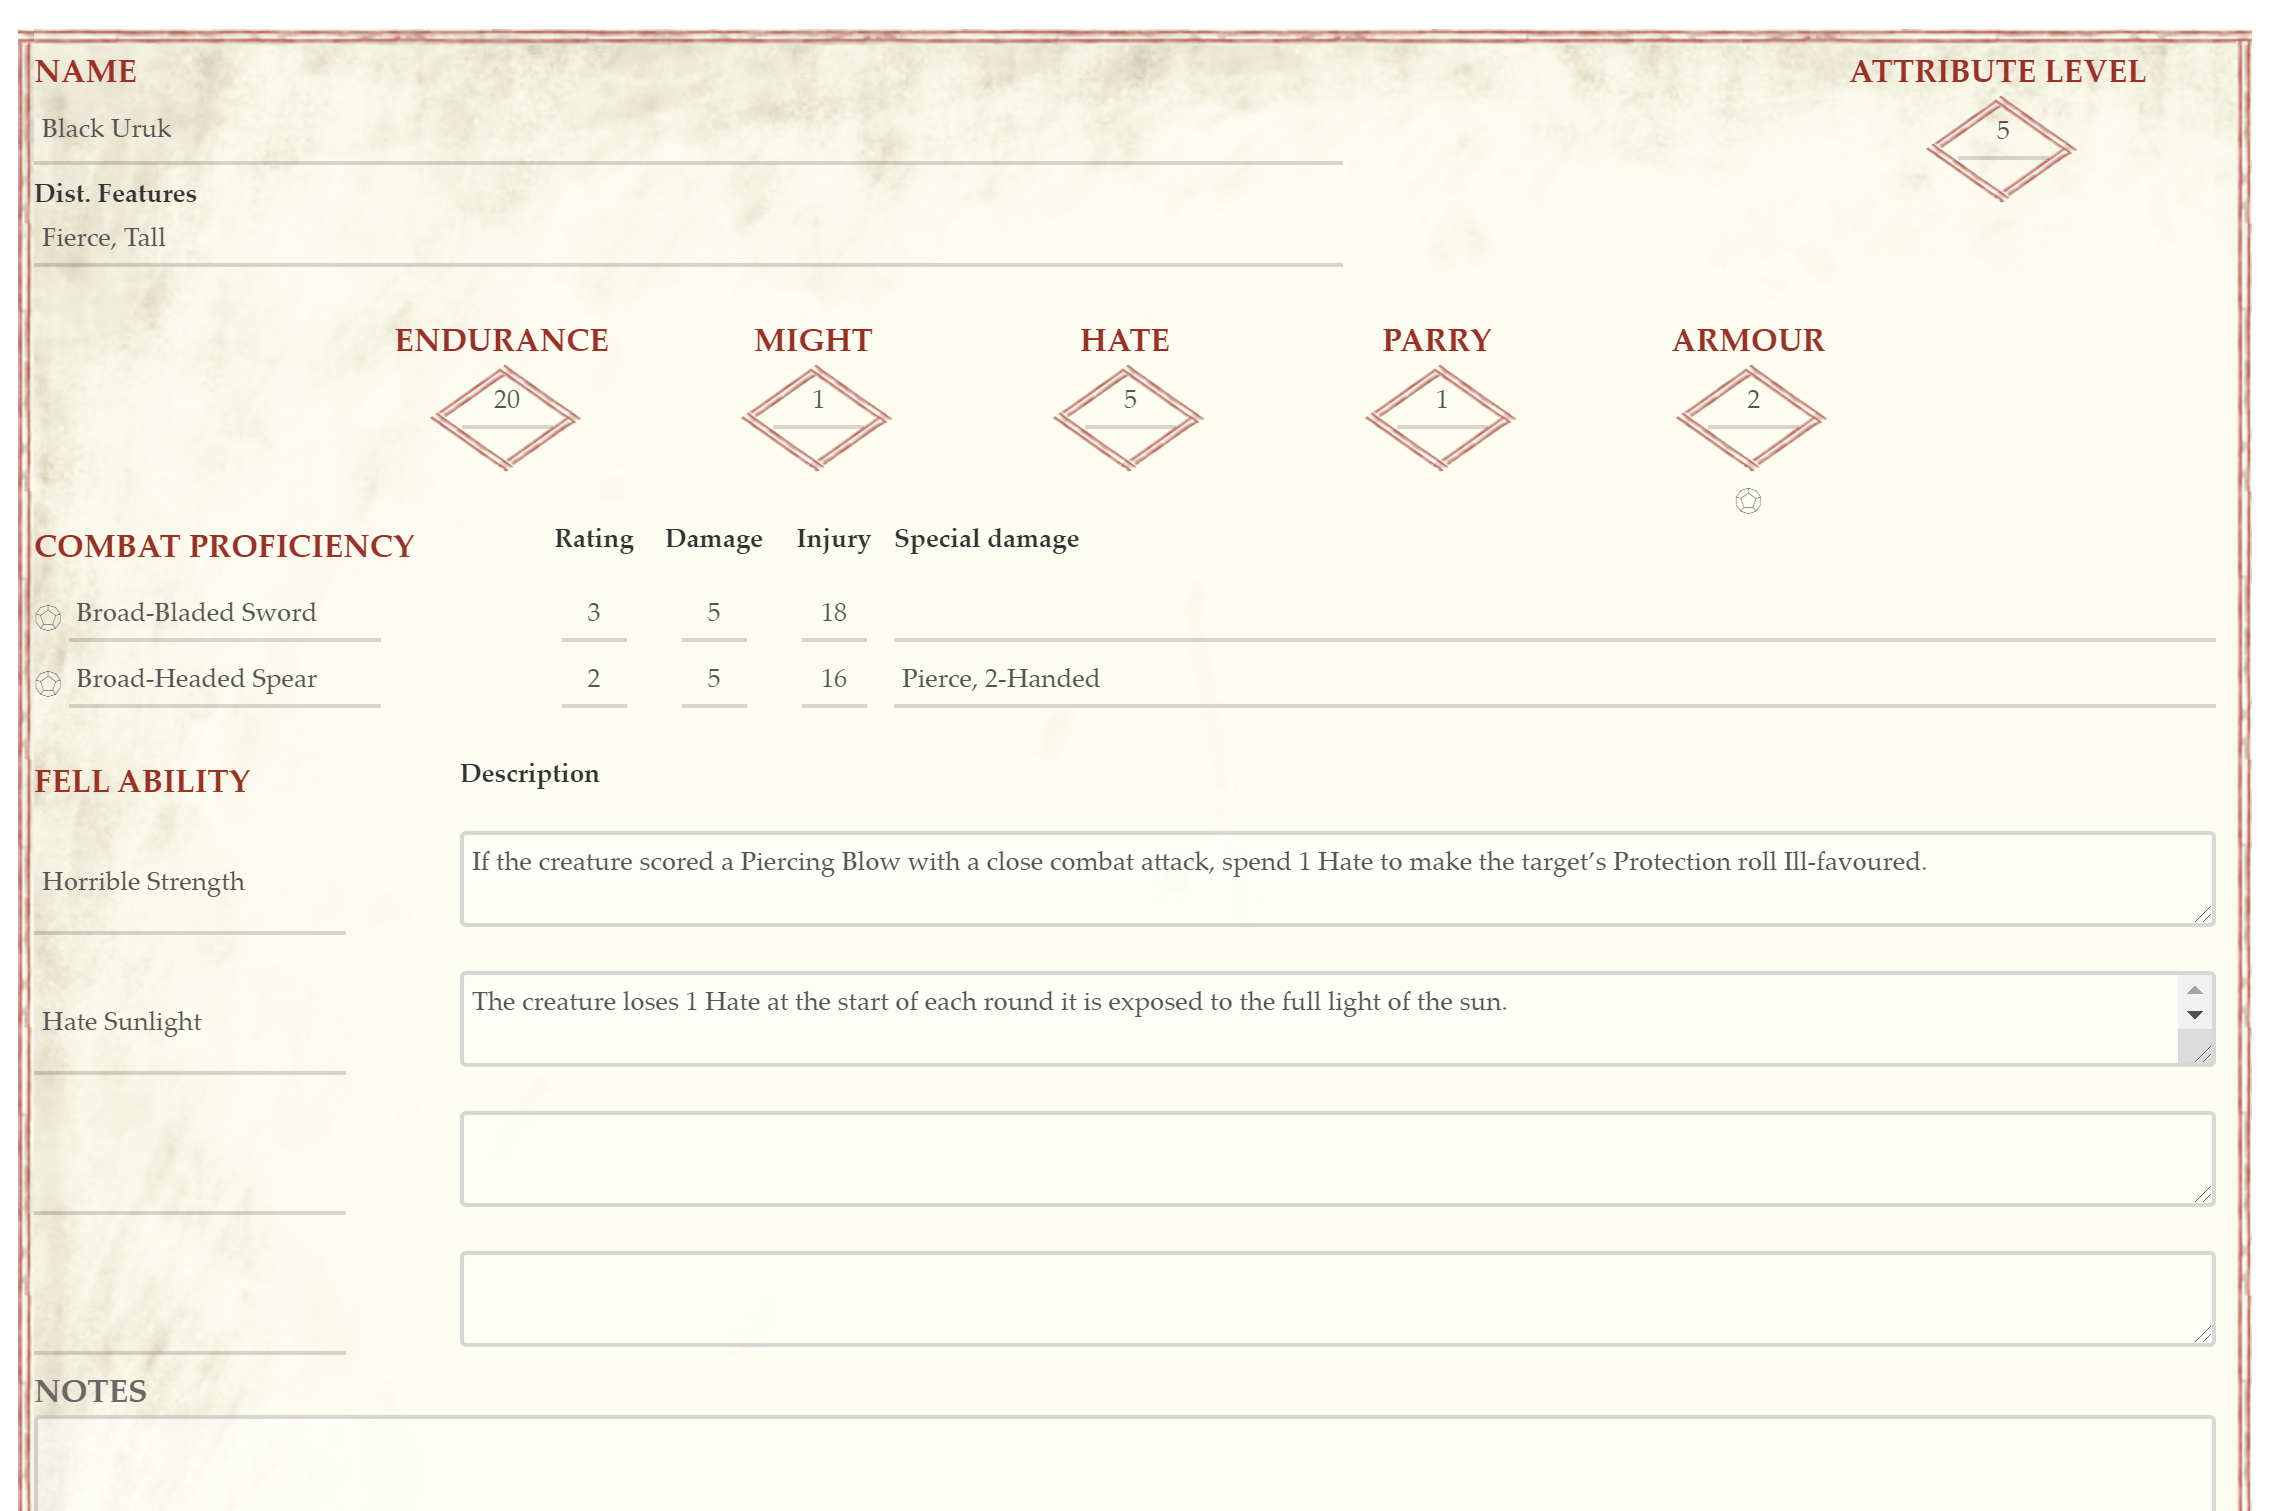 NAME
ATTRIBUTE LEVEL
Black Uruk
5
Dist. Features
Fierce, Tall
ENDURANCE MIGHT HATE PARRY ARMOUR
20 1 5 1 2
COMBAT PROFICIENCY Rating Damage Injury Special damage
Broad-Bladed Sword 3 5 18
Broad-Headed Spear 2 5 16 Pierce, 2-Handed
FELL ABILITY Description
Horrible Strength If the creature scored a Piercing Blow with a close combat attack, spend 1 Hate to make the target’s Protection roll Ill-favoured.
Hate Sunlight The creature loses 1 Hate at the start of each round it is exposed to the full light of the sun.
NOTES